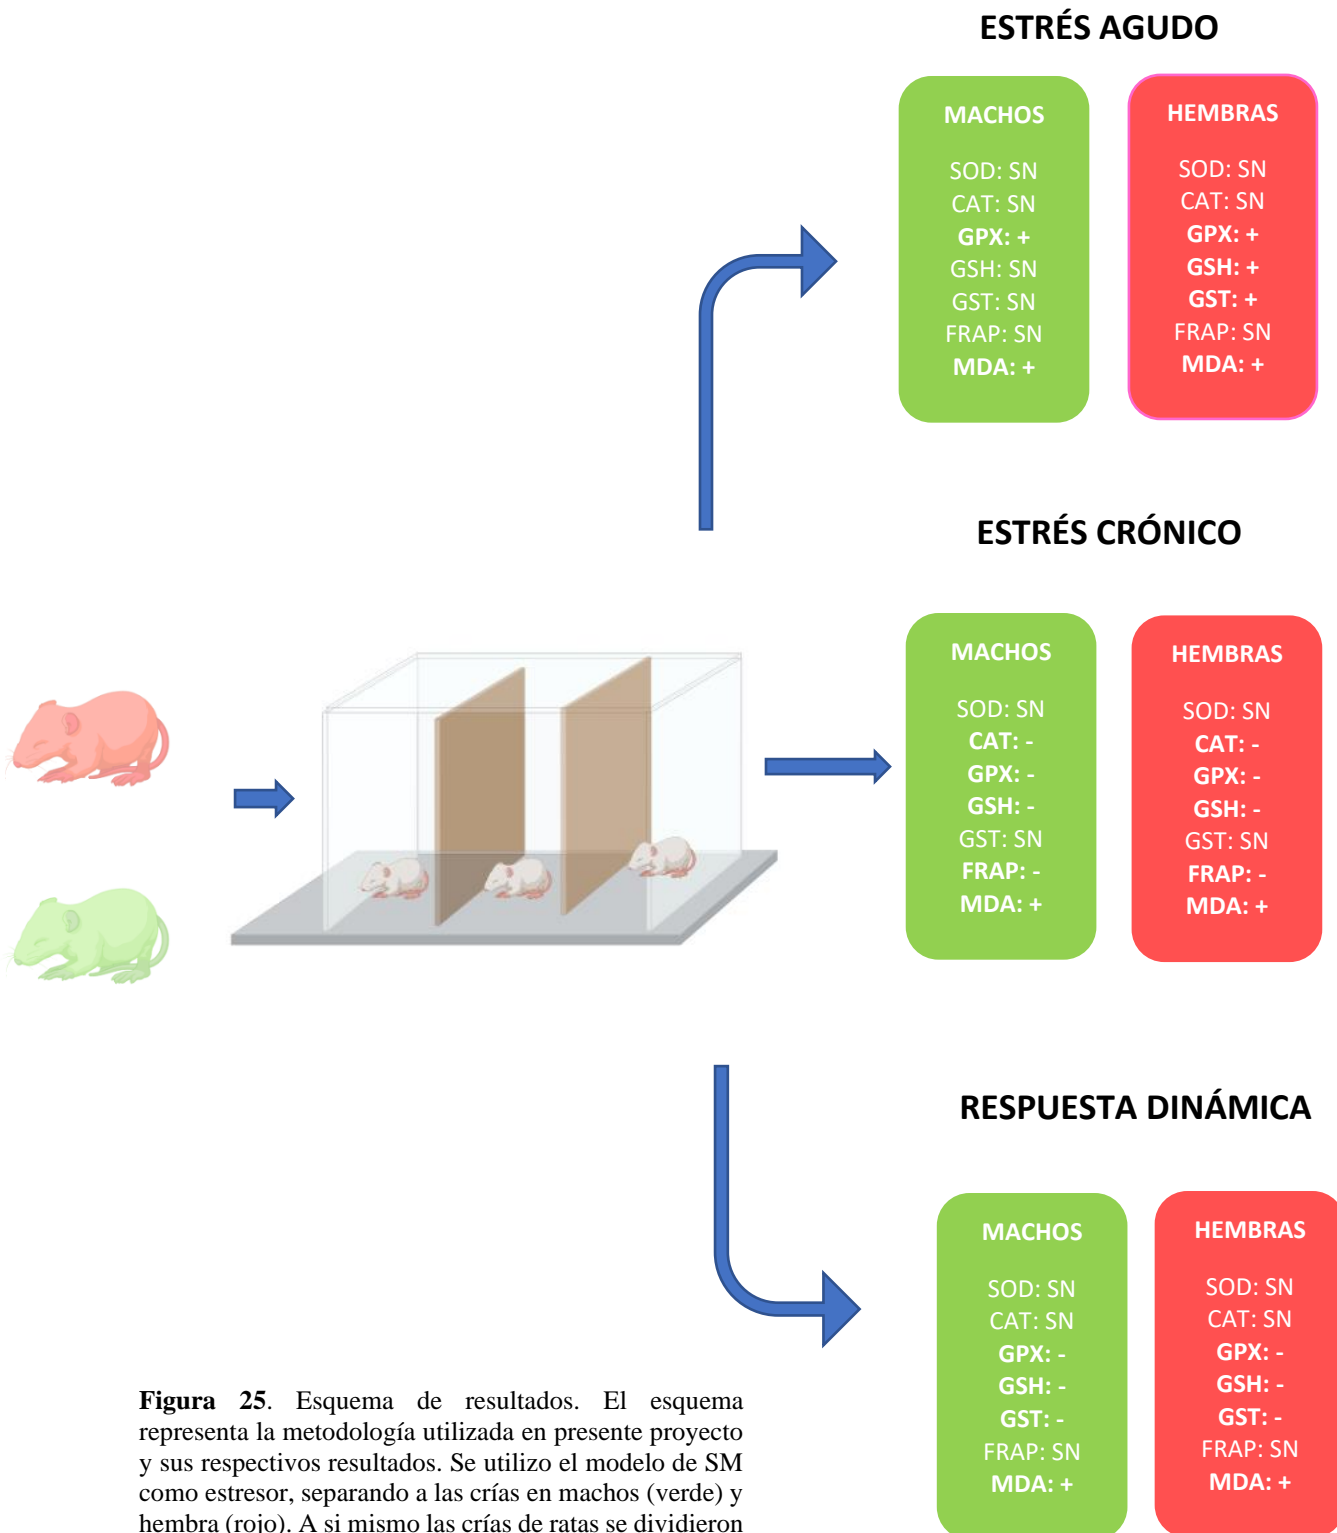 ESTRÉS AGUDO
MACHOS
SOD: SN
CAT: SN
GPX: +
GSH: SN
GST: SN
FRAP: SN
MDA: +
HEMBRAS
SOD: SN
CAT: SN
GPX: +
GSH: +
GST: +
FRAP: SN
MDA: +
ESTRÉS CRÓNICO
MACHOS
SOD: SN
CAT: -
GPX: -
GSH: -
GST: SN
FRAP: -
MDA: +
HEMBRAS
SOD: SN
CAT: -
GPX: -
GSH: -
GST: SN
FRAP: -
MDA: +
RESPUESTA DINÁMICA
MACHOS
SOD: SN
CAT: SN
GPX: -
GSH: -
GST: -
FRAP: SN
MDA: +
HEMBRAS
SOD: SN
CAT: SN
GPX: -
GSH: -
GST: -
FRAP: SN
MDA: +
Figura 25. Esquema de resultados. El esquema
representa la metodología utilizada en presente proyecto
y sus respectivos resultados. Se utilizo el modelo de SM
como estresor, separando a las crías en machos (verde) y
hembra (rojo). A si mismo las crías de ratas se dividieron